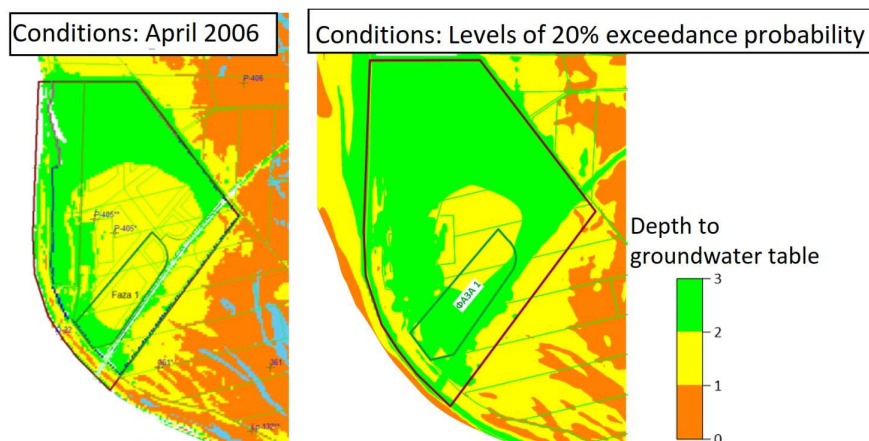 Conditions: April 2006
Conditions: Levels of 20% exceedance probability
P-406
P-405**
P-405*
Faza 1
ФАЗА 1
Depth to
groundwater table
3
2
1
0
361